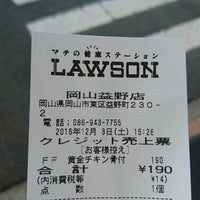 マチの健康ステーション
LAWSON
岡山益野店
岡山県岡山市東区益野町230-
2
電話:086-943-7755
2016年12月 3日(土) 15:26
クレジット売上票
[お客様控え]
FF 黄金チキン骨付 190
合 計 ¥190
(内消費税等 ¥14)
点 数 1個